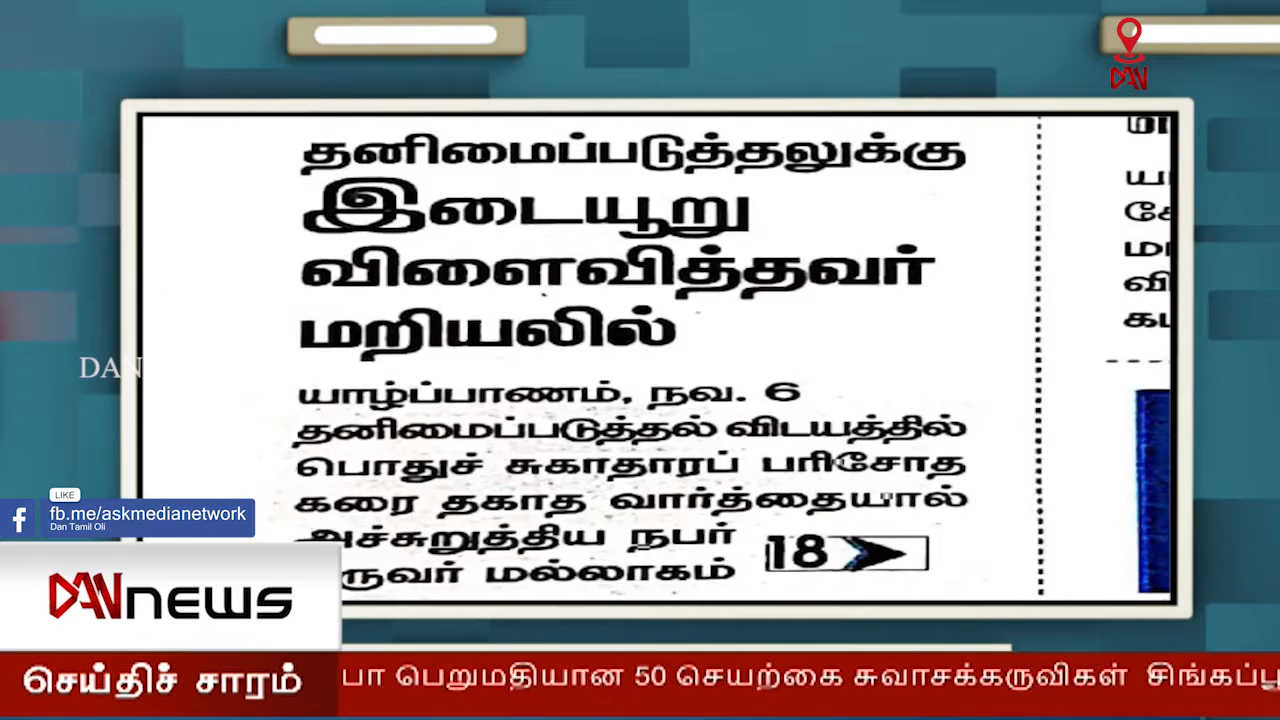 DAN
தனிமைப்படுத்தலுக்கு
இடையூறு
விளைவித்தவர்
மறியலில்
யாழ்ப்பாணம், நவ. 6
தனிமைப்படுத்தல் விடயத்தில்
பொதுச் சுகாதாரப் பரிசோத
கரை தகாத வார்த்தையால்
அச்சுறுத்திய நபர்
ருவர் மல்லாகம்
18
DAN
LIKE
fb.me/askmedianetwork
Dan Tamil Oli
DAN news
செய்திச் சாரம்
பா பெறுமதியான 50 செயற்கை சுவாசக்கருவிகள் சிங்கப்பூ